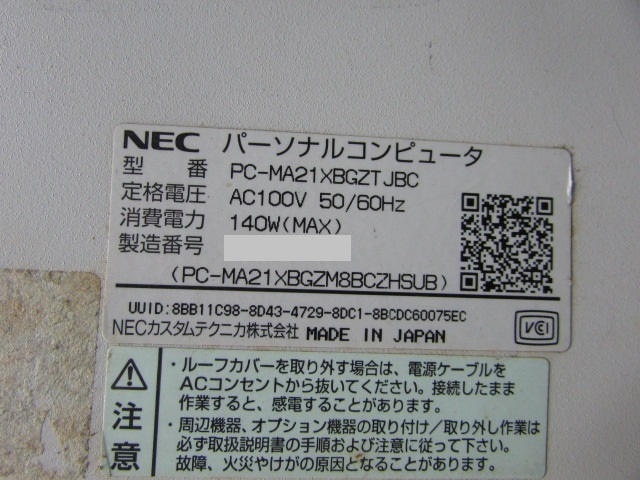 NEC パーソナルコンピュータ
型 番 PC-MA21XBGZTJBC
定格電圧 AC100V 50/60Hz
消費電力 140W(MAX)
製造番号
(PC-MA21XBGZM8BCZHSUB)
UUID:8BB11C98-8D43-4729-8DC1-8BCDC60075EC
NECカスタムテクニカ株式会社 MADE IN JAPAN
VCI
注意
・ルーフカバーを取り外す場合は、電源ケーブルを
ACコンセントから抜いてください。接続したまま
作業すると、感電することがあります。
・周辺機器、オプション機器の取り付け/取り外し作業は
必ず取扱説明書の手順および注意に従って下さい。
故障、火災やけがの原因となることがあります。